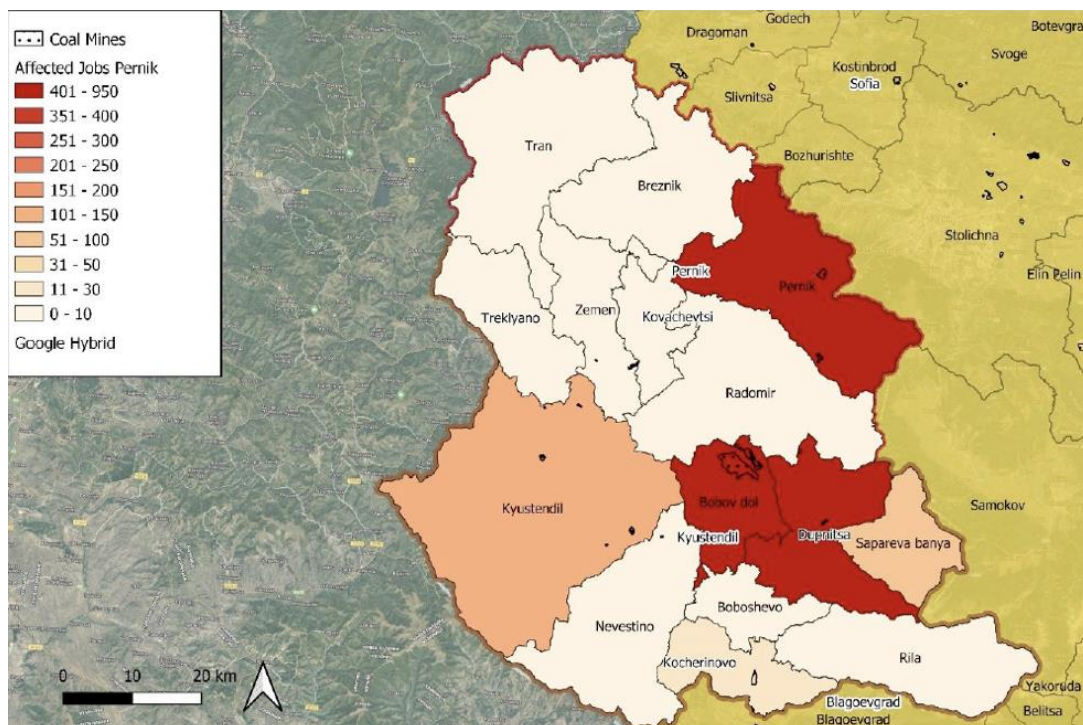 Coal Mines
Affected Jobs Pernik
401 - 950
351 - 400
251 - 300
201 - 250
151 - 200
101 - 150
51 - 100
31 - 50
11 - 30
0 - 10
Google Hybrid
Godech
Botevgra
Dragoman
Svoge
Kostinbrod
Sofia
Slivnitsa
Bozhurishte
Tran
Breznik
Stolichna
Elin Pelin
Pernik
Pernik
Treklyano
Zemen
Kovachevtsi
Radomir
Kyustendil
Bobov dol
Samokov
Kyustendil
Dupnitsa
Sapareva banya
Boboshevo
Nevestino
Kocherinovo
Rila
Yakoruda
Blagoevgrad
Belitsa
Blagoevgrad
0 10 20 km